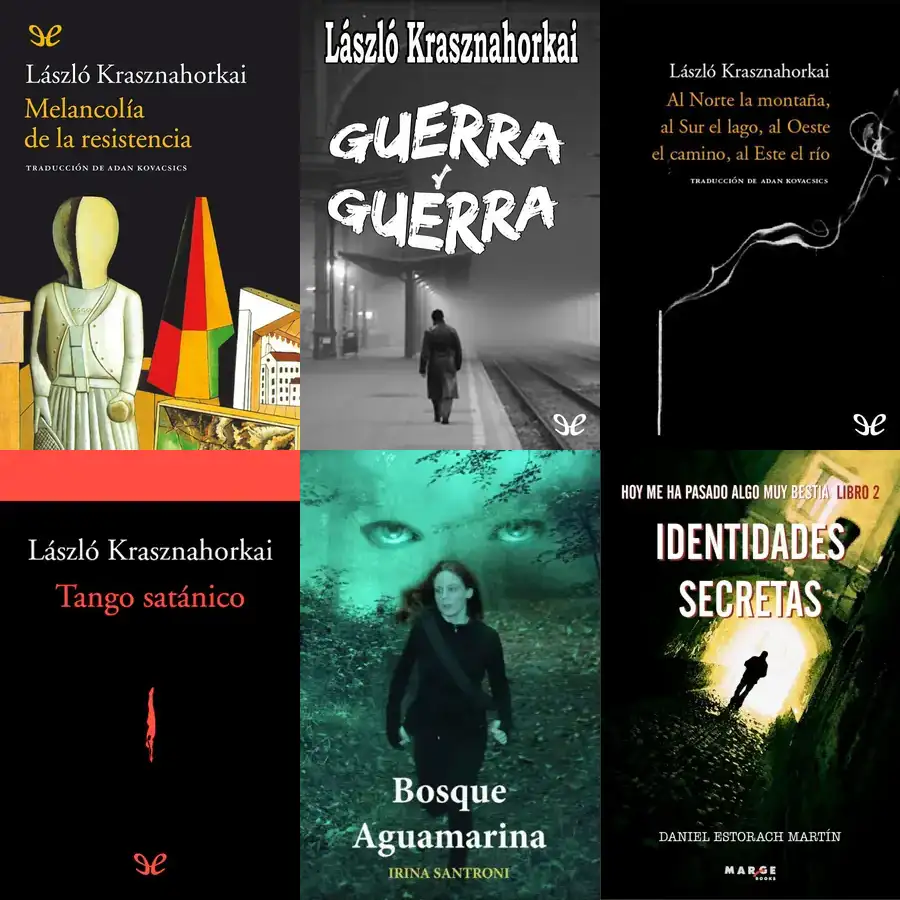 László Krasznahorkai
Melancolía
de la resistencia
TRADUCCIÓN DE ADAN KOVACSICS
László Krasznahorkai
GUERRA
Y
GUERRA
László Krasznahorkai
Al Norte la montaña,
al Sur el lago, al Oeste
el camino, al Este el río
TRADUCCIÓN DE ADAN KOVACSICS
László Krasznahorkai
Tango satánico
Bosque
Aguamarina
IRINA SANTRONI
HOY ME HA PASADO ALGO MUY BESTIA LIBRO 2
IDENTIDADES
SECRETAS
DANIEL ESTORACH MARTÍN
MARGE
BOOKS